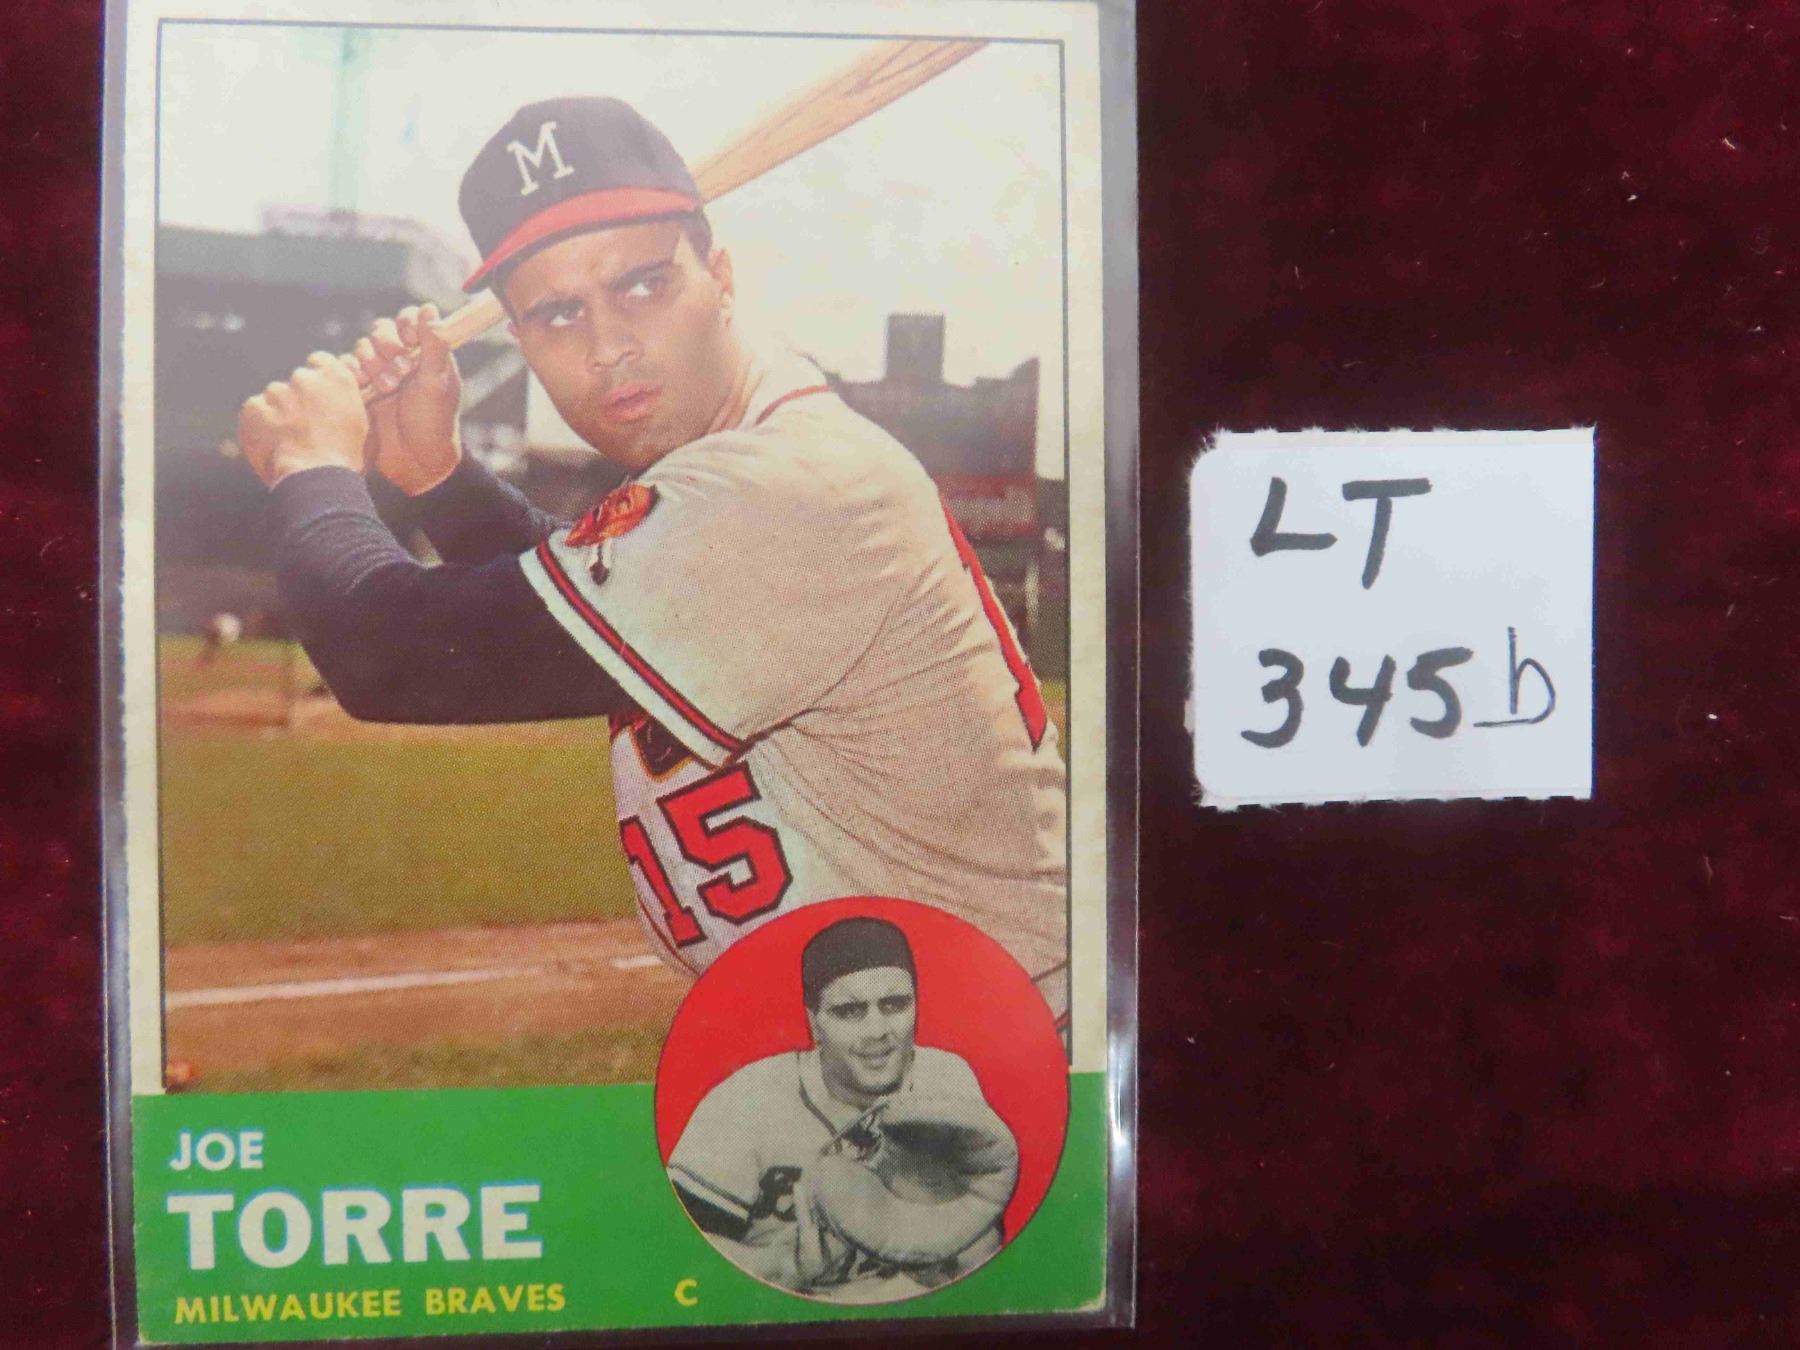 M
15
JOE
TORRE
MILWAUKEE BRAVES C
LT
345b